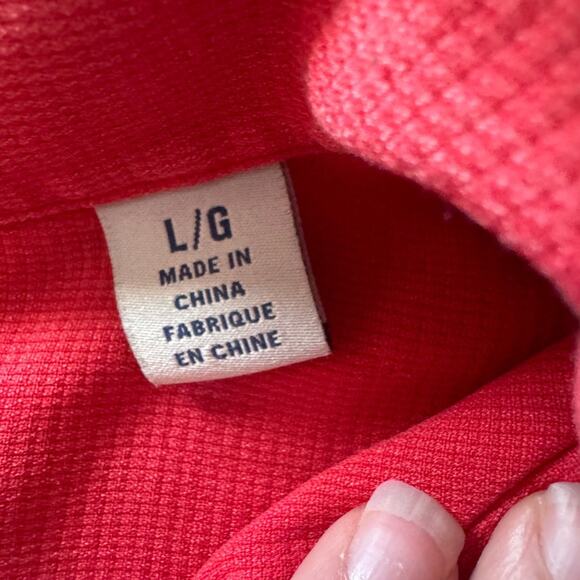 L/G
MADE IN
CHINA
FABRIQUE
EN CHINE